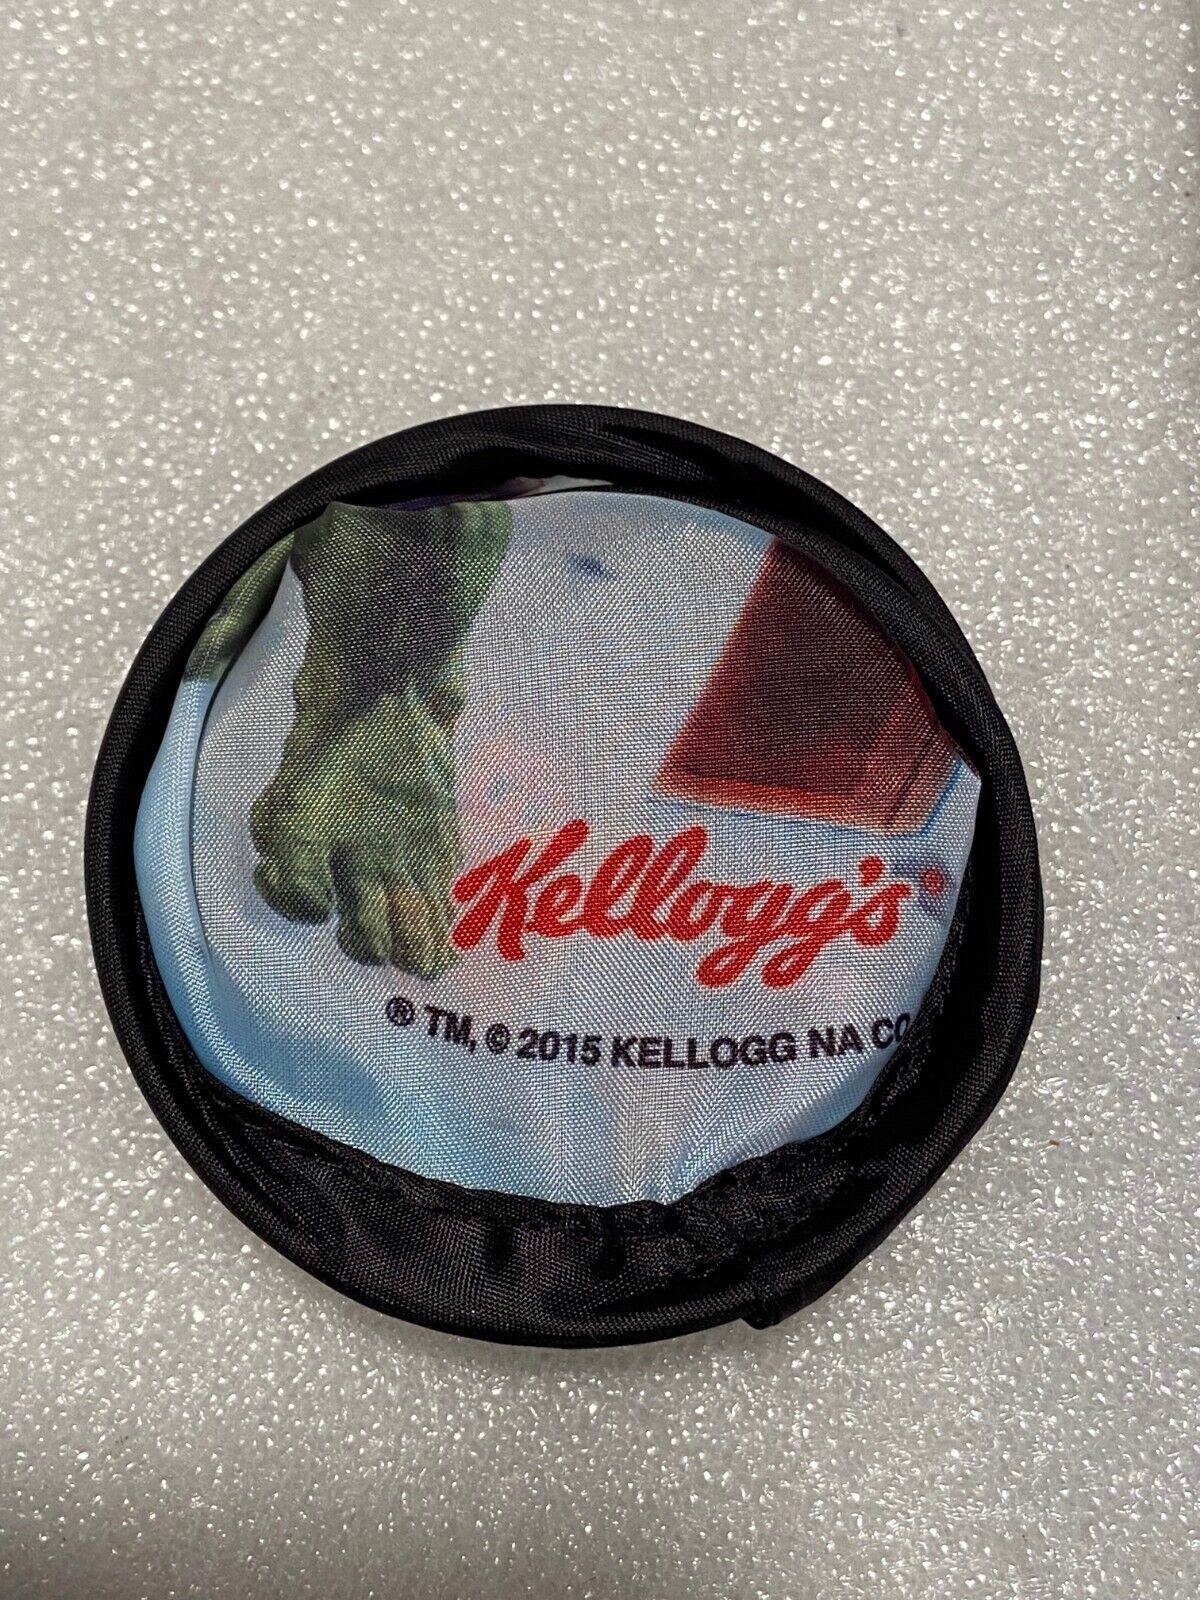 Kellogg's
® TM, © 2015 KELLOGG NA CO